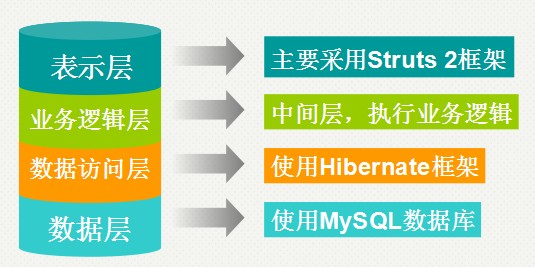 表示层
主要采用Struts 2框架
业务逻辑层
中间层，执行业务逻辑
数据访问层
使用Hibernate框架
数据层
使用MySQL数据库